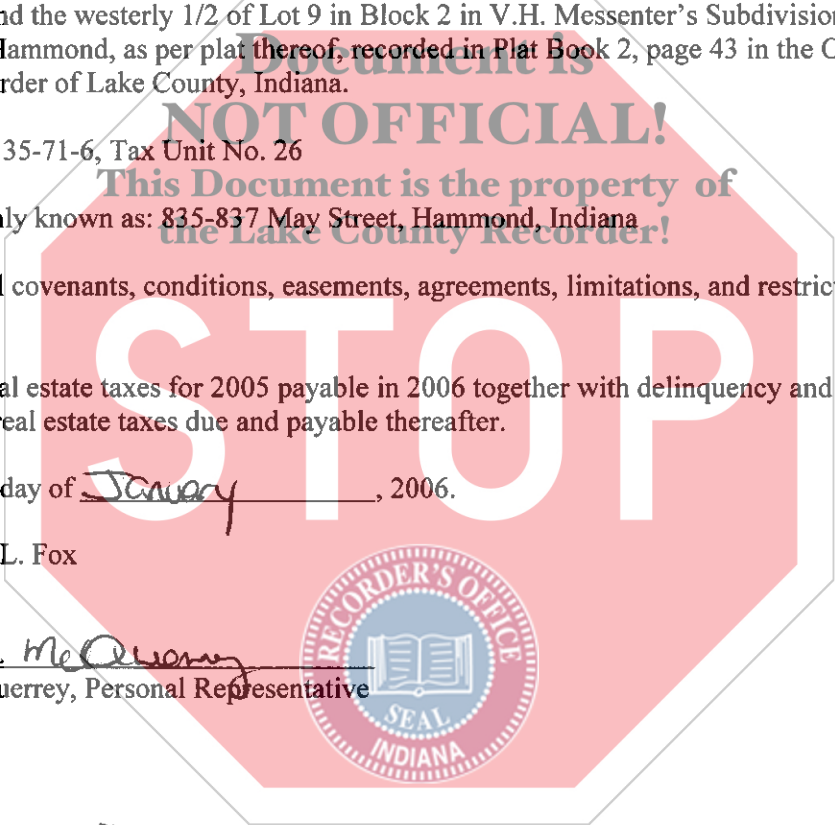 nd the westerly 1/2 of Lot 9 in Block 2 in V.H. Messenter's Subdivision
Hammond, as per plat thereof, recorded in Plat Book 2, page 43 in the O
Document is
rder of Lake County, Indiana.
NOT OFFICIAL!
35-71-6, Tax Unit No. 26
This Document is the property of
nly known as: 835-837 May Street, Hammond, Indiana
the Lake County Recorder!
l covenants, conditions, easements, agreements, limitations, and restric
STOP
al estate taxes for 2005 payable in 2006 together with delinquency and
real estate taxes due and payable thereafter.
day of January, 2006.
L. Fox
McQuerrey
uerrey, Personal Representative
RECORDER'S OFFICE
SEAL
INDIANA